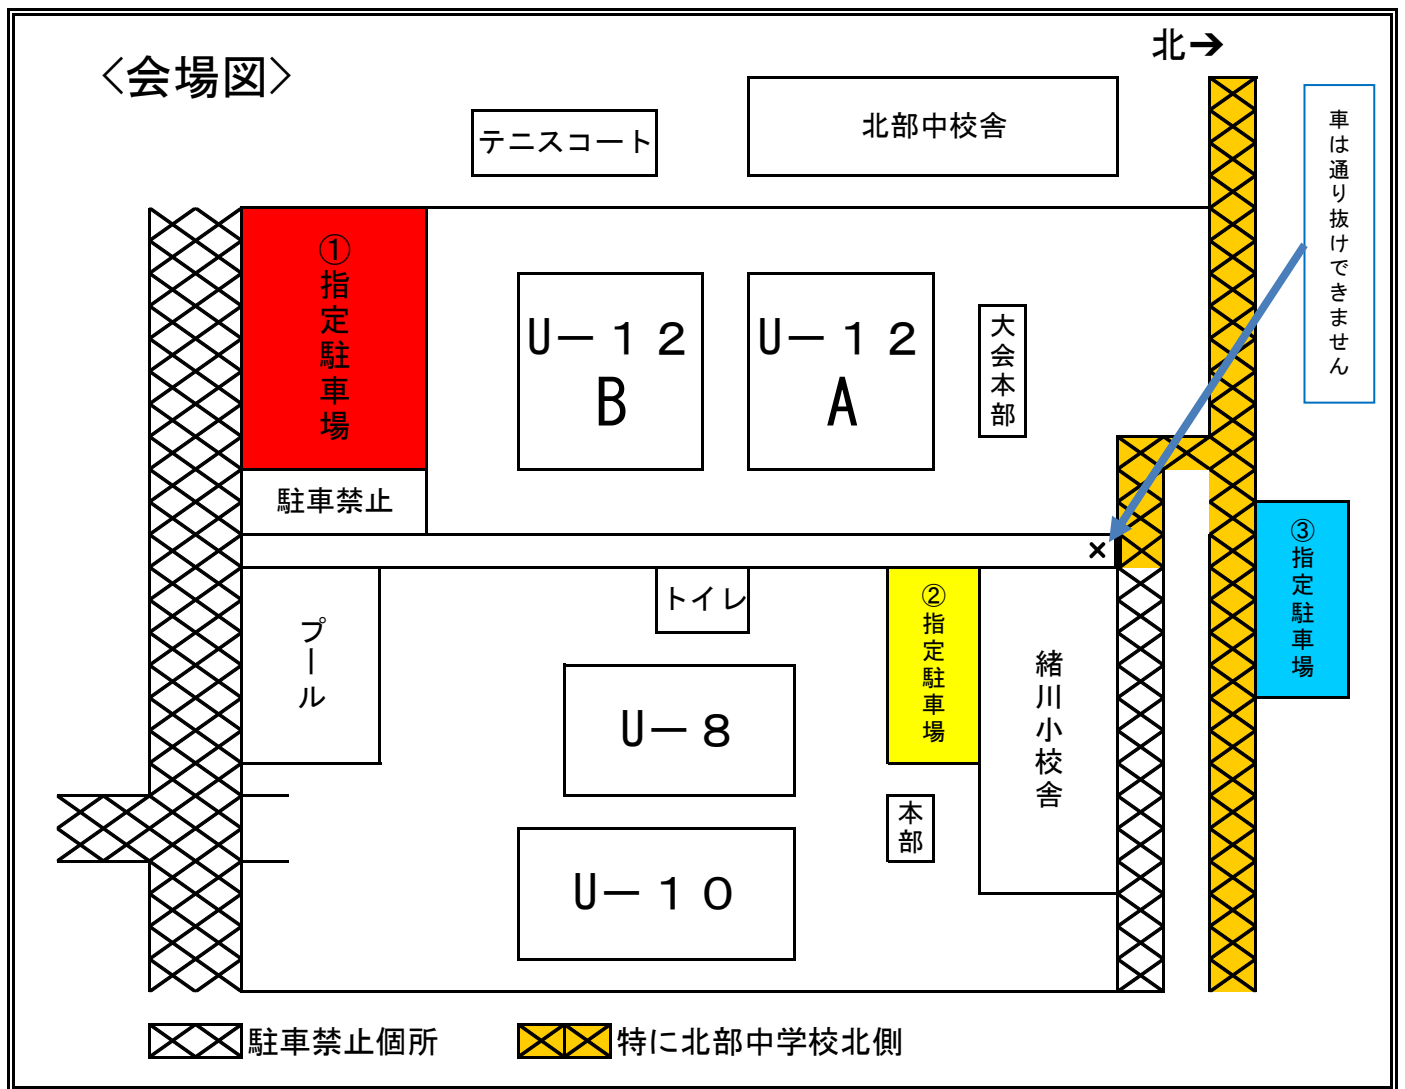 〈会場図〉
北➔
テニスコート
北部中校舎
車は通り抜けできません
①指定駐車場
U－１２
B
U－１２
A
大会本部
駐車禁止
×
③指定駐車場
プール
トイレ
②指定駐車場
緒川小校舎
U－８
本部
U－１０
駐車禁止個所
特に北部中学校北側